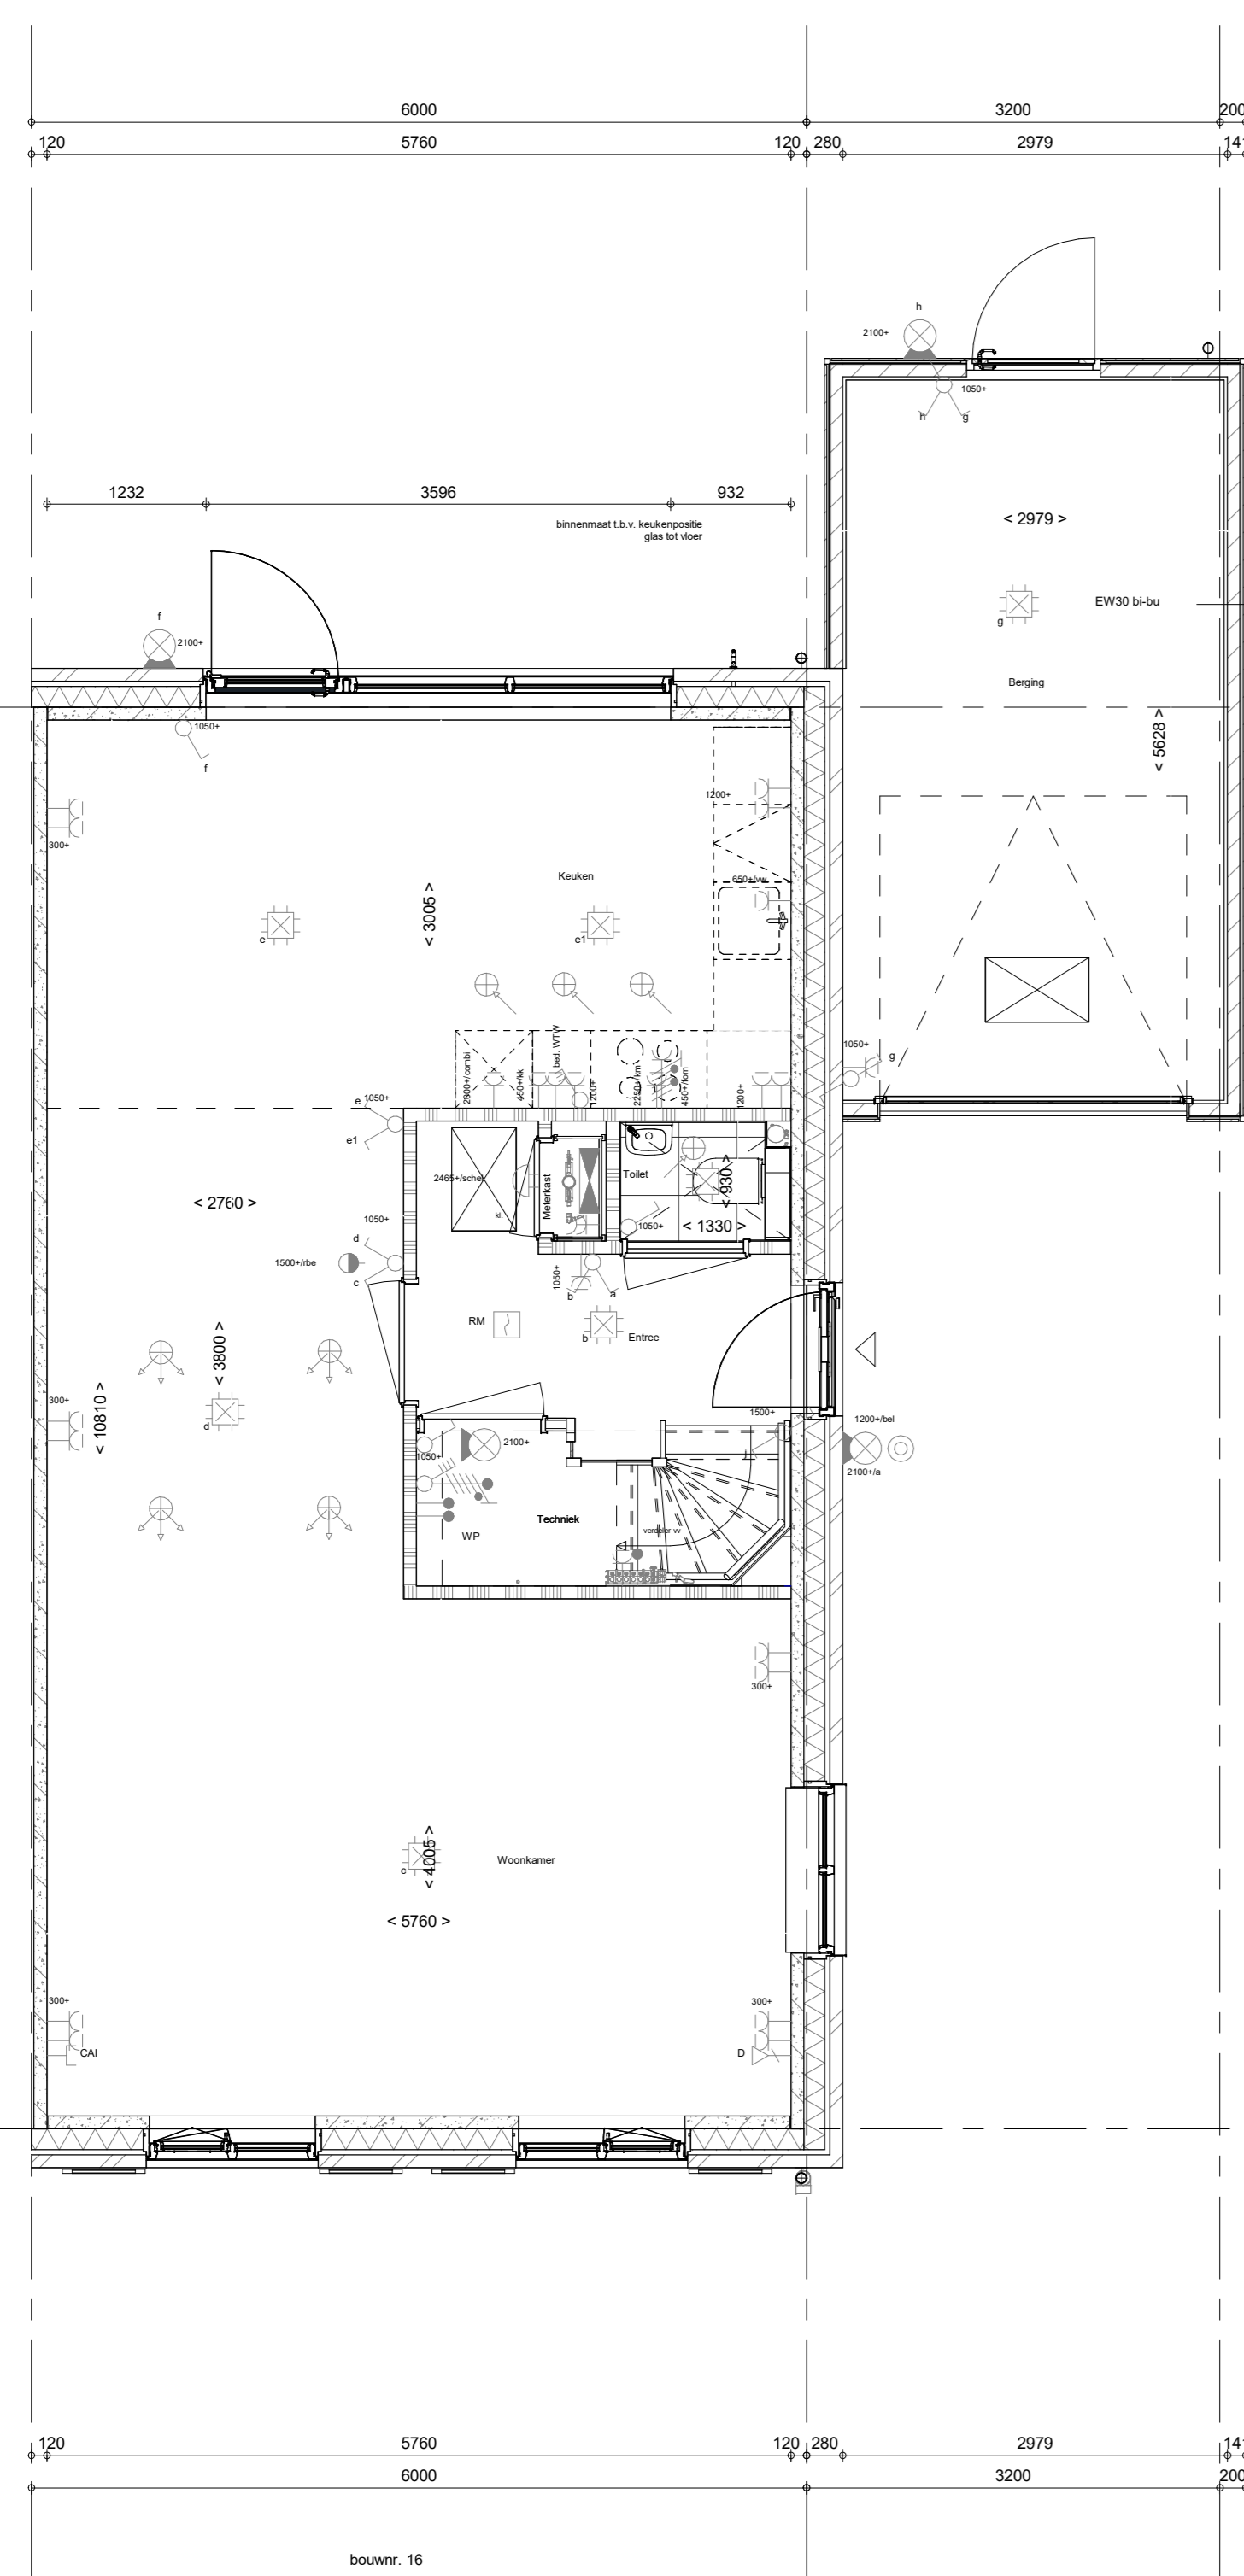 6000
3200
200
120
5760
120
280
2979
h
2100+
1050+
h
g
1232
3596
932
binnenmaat t.b.v. keukenpositie
glas tot vloer
< 2979 >
EW30 bi-bu
g
f
2100+
Berging
1050+
f
< 5628 >
1200+
300+
Keuken
650+/vw
< 3005 >
e
e1
1050+
g
bed. WTW
450+/kk
1200+
2250+/km
450+/fom
1200+
e
1050+
e1
2465+/schel
Meterkast
Toilet
< 930 >
kl.
< 2760 >
1050+
< 1330 >
1050+
d
1500+/rbe
c
1050+
b
a
RM
b
Entree
< 3800 >
< 10810 >
300+
d
1500+
1200+/bel
2100+
1050+
2100+/a
Techniek
WP
verdeler vv
300+
< 4005 >
c
Woonkamer
< 5760 >
300+
300+
CAI
D
120
5760
120
280
2979
6000
3200
200
bouwnr. 16